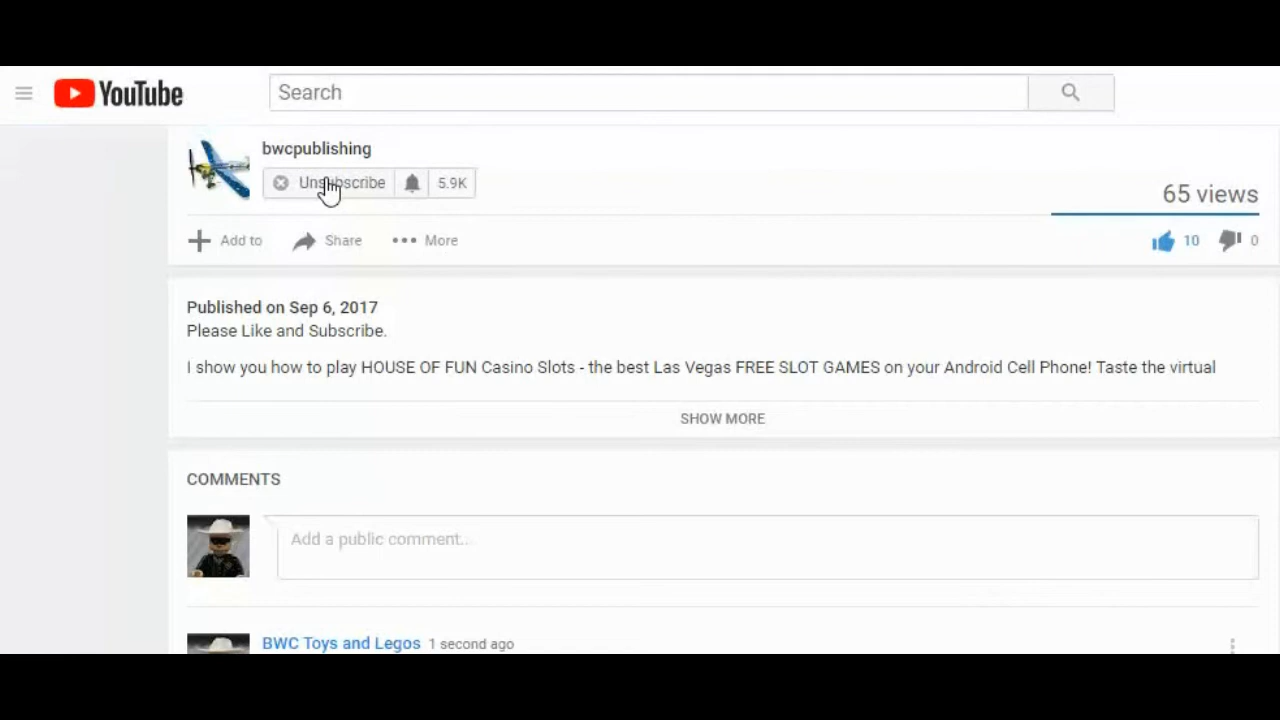 YouTube
Search
bwcpublishing
Unsubscribe 5.9K
65 views
Add to Share More
10 0
Published on Sep 6, 2017
Please Like and Subscribe.
I show you how to play HOUSE OF FUN Casino Slots - the best Las Vegas FREE SLOT GAMES on your Android Cell Phone! Taste the virtual
SHOW MORE
COMMENTS
Add a public comment...
BWC Toys and Legos 1 second ago